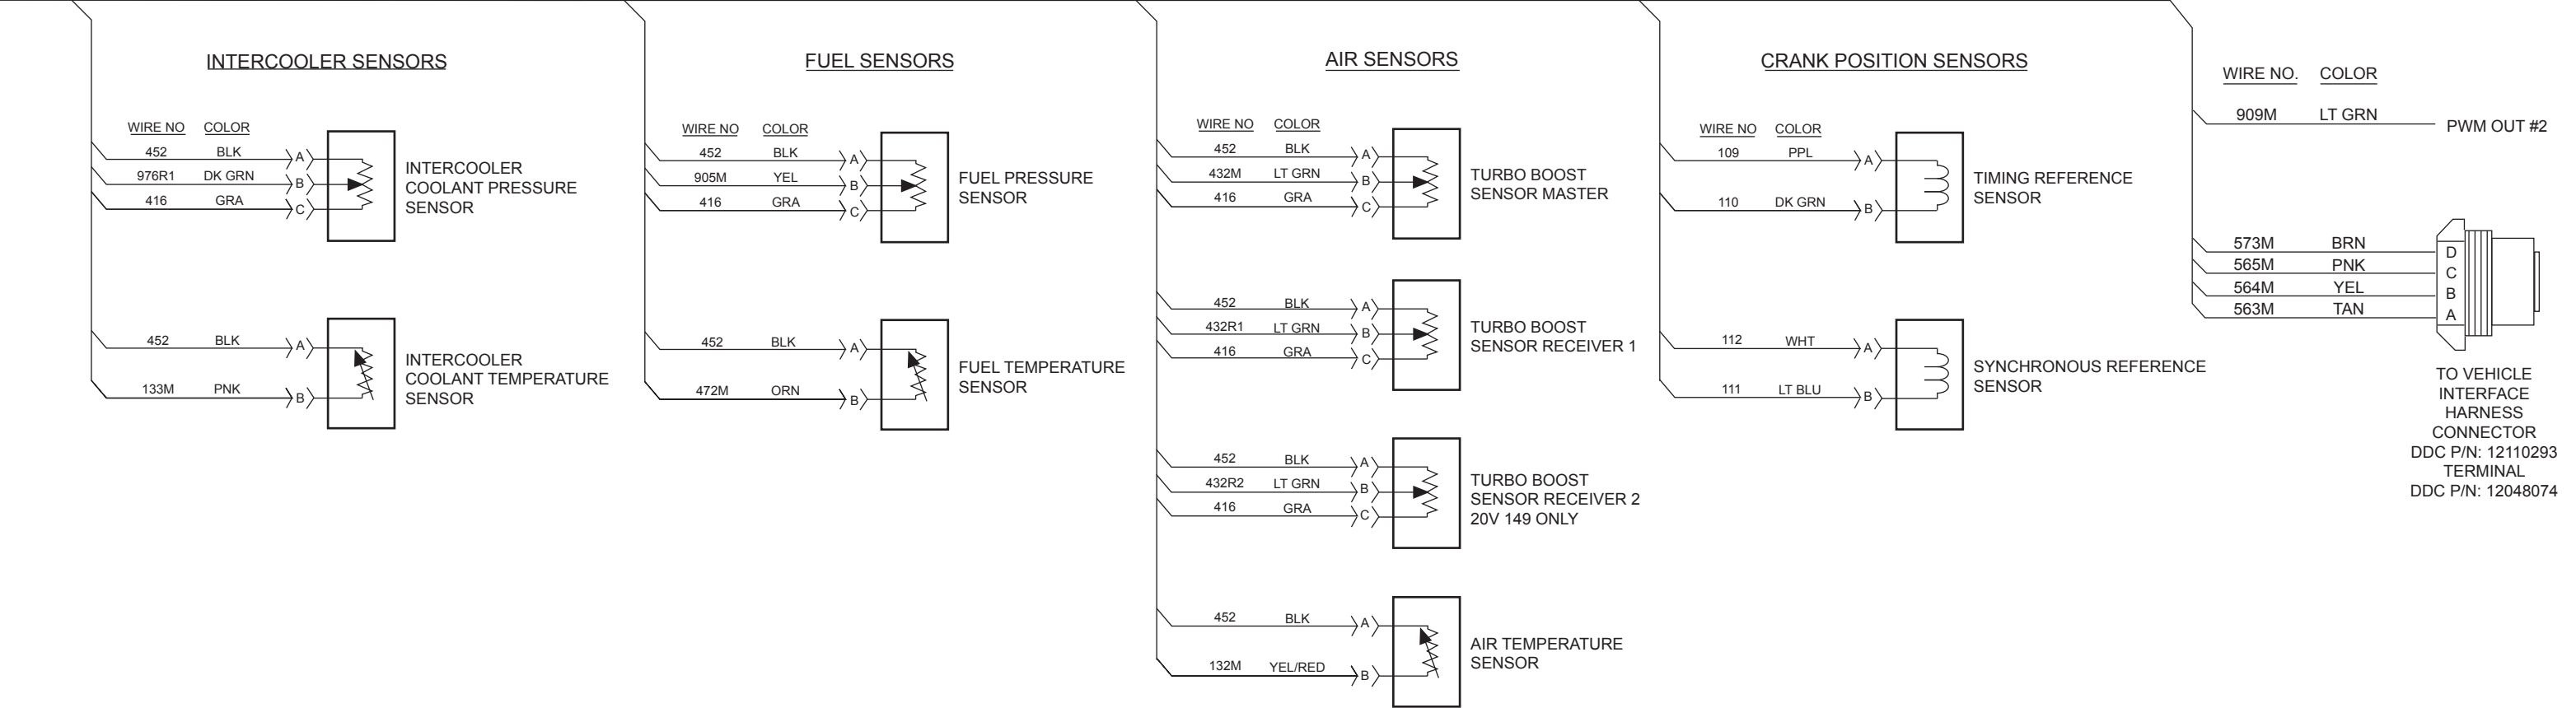 INTERCOOLER SENSORS
WIRE NO COLOR
452 BLK A
976R1 DK GRN B
416 GRA C
INTERCOOLER
COOLANT PRESSURE
SENSOR
452 BLK A
133M PNK B
INTERCOOLER
COOLANT TEMPERATURE
SENSOR
FUEL SENSORS
WIRE NO COLOR
452 BLK A
905M YEL B
416 GRA C
FUEL PRESSURE
SENSOR
452 BLK A
472M ORN B
FUEL TEMPERATURE
SENSOR
AIR SENSORS
WIRE NO COLOR
452 BLK A
432M LT GRN B
416 GRA C
TURBO BOOST
SENSOR MASTER
452 BLK A
432R1 LT GRN B
416 GRA C
TURBO BOOST
SENSOR RECEIVER 1
452 BLK A
432R2 LT GRN B
416 GRA C
TURBO BOOST
SENSOR RECEIVER 2
20V 149 ONLY
452 BLK A
132M YEL/RED B
AIR TEMPERATURE
SENSOR
CRANK POSITION SENSORS
WIRE NO COLOR
109 PPL A
110 DK GRN B
TIMING REFERENCE
SENSOR
112 WHT A
111 LT BLU B
SYNCHRONOUS REFERENCE
SENSOR
WIRE NO. COLOR
909M LT GRN PWM OUT #2
573M BRN D
565M PNK C
564M YEL B
563M TAN A
TO VEHICLE
INTERFACE
HARNESS
CONNECTOR
DDC P/N: 12110293
TERMINAL
DDC P/N: 12048074